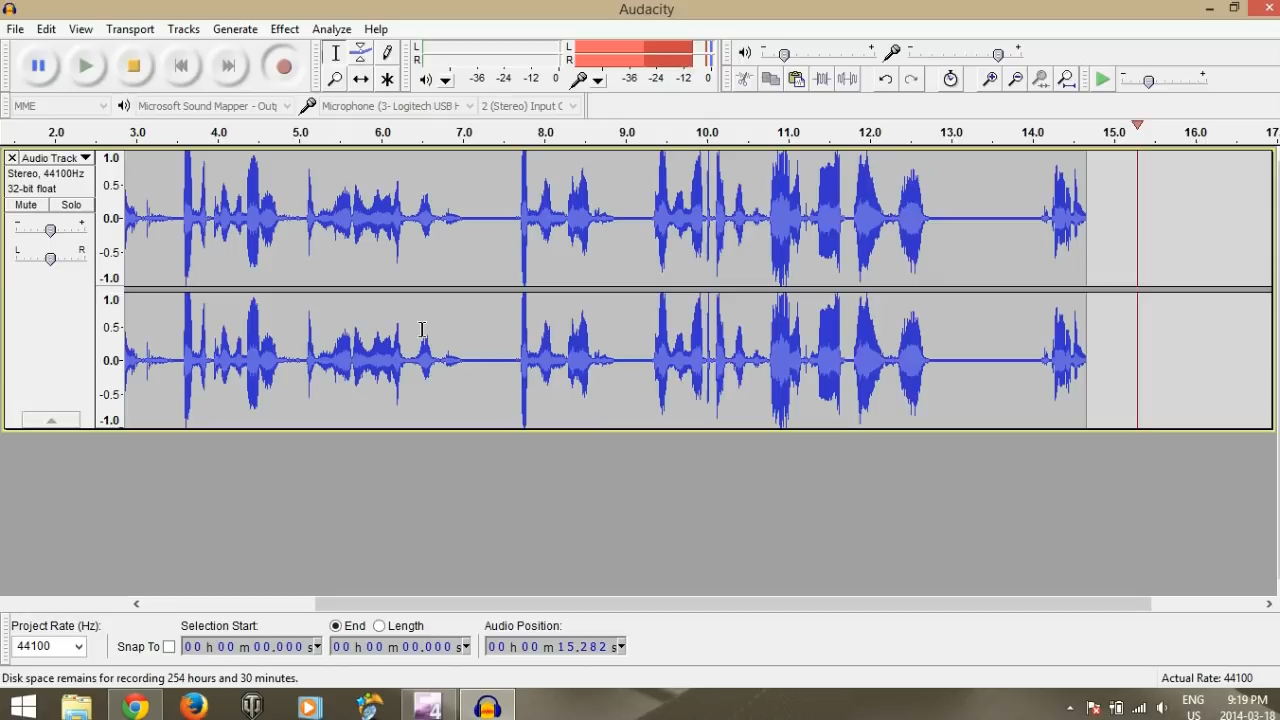 Audacity
File Edit View Transport Tracks Generate Effect Analyze Help
L L
R R
-36 -24 -12 0 -36 -24 -12 0
MME Microsoft Sound Mapper - Outp Microphone (3- Logitech USB H 2 (Stereo) Input C
2.0 3.0 4.0 5.0 6.0 7.0 8.0 9.0 10.0 11.0 12.0 13.0 14.0 15.0 16.0 17.
Audio Track 1.0
Stereo, 44100Hz
32-bit float 0.5
Mute Solo
- + 0.0
L R -0.5
-1.0
1.0
0.5
0.0
-0.5
-1.0
Project Rate (Hz): Selection Start: End Length Audio Position:
44100 Snap To 00 h 00 m 00.000 s 00 h 00 m 00.000 s 00 h 00 m 15.282 s
Disk space remains for recording 254 hours and 30 minutes. Actual Rate: 44100
4 ENG 9:19 PM
US 2014-03-18